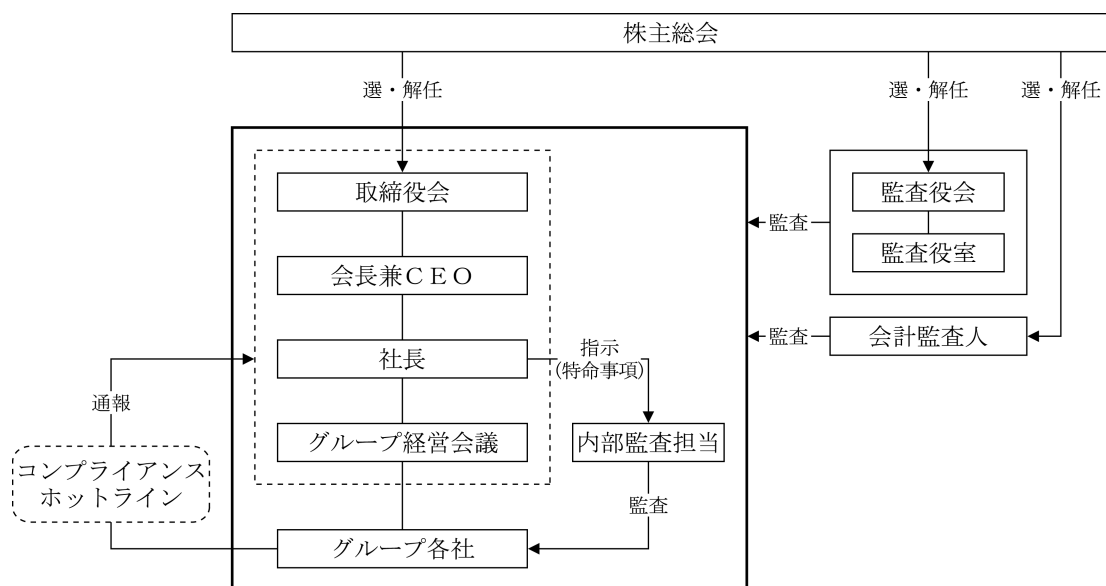 株主総会
選・解任
選・解任
選・解任
取締役会
監査役会
監査
監査役室
会長兼ＣＥＯ
社長
指示
（特命事項）
監査
会計監査人
通報
グループ経営会議
内部監査担当
コンプライアンス
ホットライン
監査
グループ各社